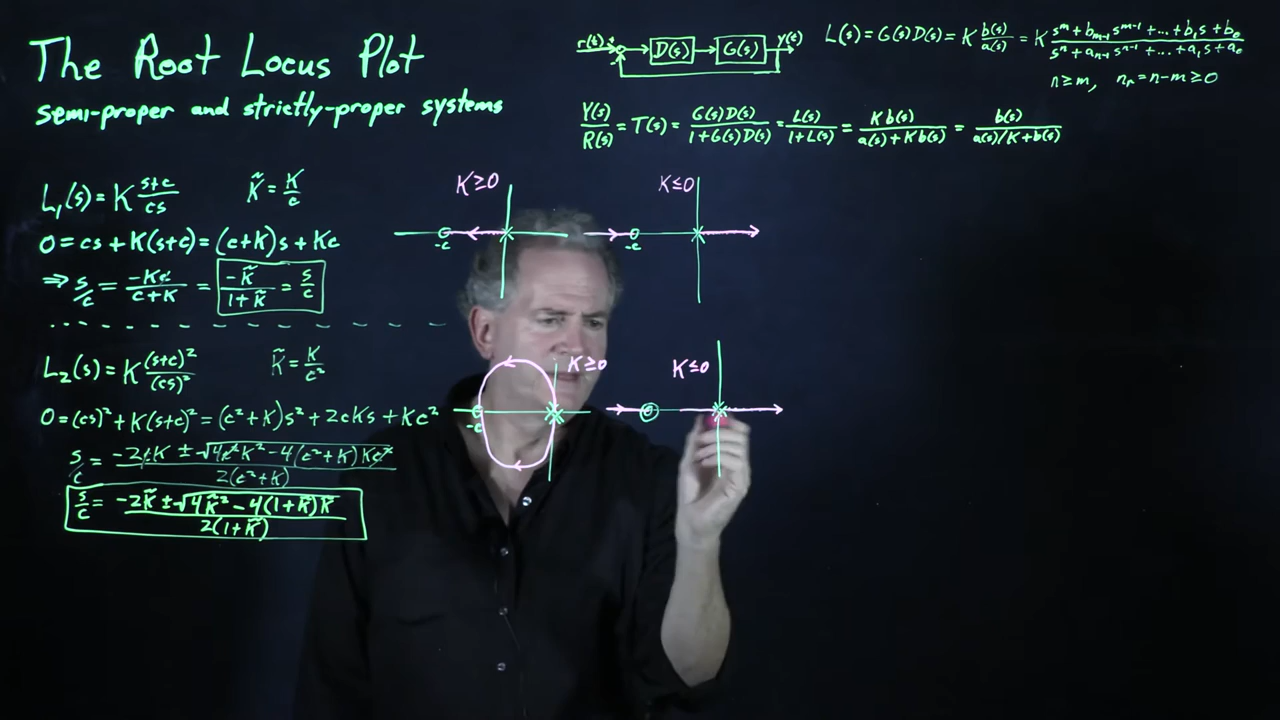 The Root Locus Plot
semi-proper and strictly-proper systems
r(t) + - D(s) G(s) y(t)
L(s) = G(s)D(s) = K b(s)/a(s) = K (s^m + b_{m-1} s^{m-1} + ... + b_1 s + b_0)/(s^n + a_{n-1} s^{n-1} + ... + a_1 s + a_0)
n ≥ m, n_r = n-m ≥ 0
Y(s)/R(s) = T(s) = G(s)D(s)/(1+G(s)D(s)) = L(s)/(1+L(s)) = Kb(s)/(a(s)+Kb(s)) = b(s)/(a(s)/K+b(s))
L_1(s) = K (s+c)/(cs) K̃ = K/c
0 = cs + K(s+c) = (c+K)s + Kc
⇒ s/c = -Kc/(c+K) = -K̃/(1+K̃) = s/c
K≥0
-c
K≤0
-c
L_2(s) = K (s+c)^2/(cs)^2 K̃ = K/c^2
0 = (cs)^2 + K(s+c)^2 = (c^2+K)s^2 + 2cKs + Kc^2
s/c = (-2cK ± √(4c^2K^2 - 4(c^2+K)Kc^2))/(2(c^2+K))
s/c = (-2K̃ ± √(4K̃^2 - 4(1+K̃)K̃))/(2(1+K̃))
K≥0
-c
K≤0